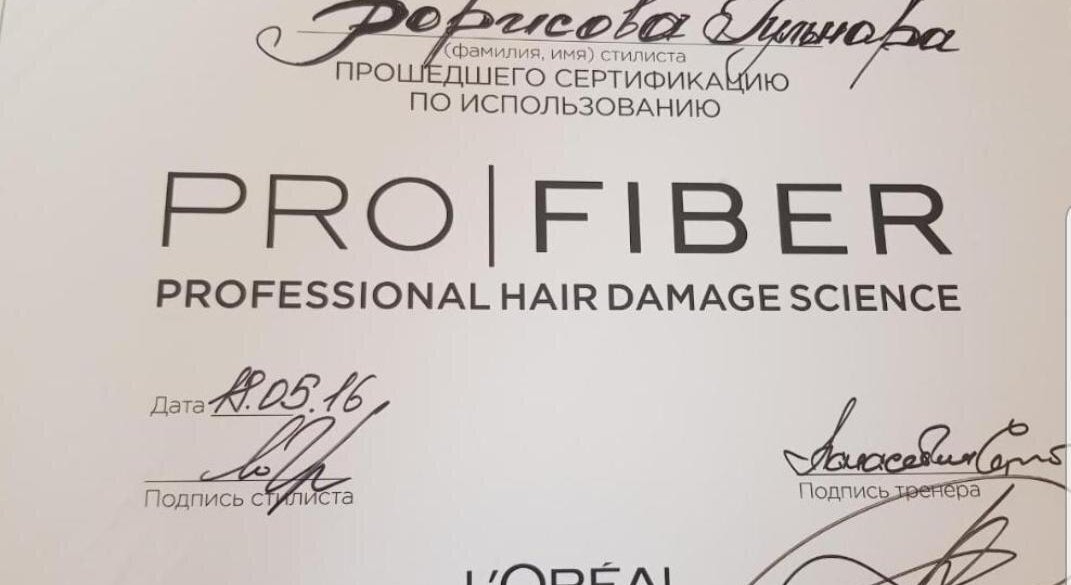 Борисова Гульнара
(фамилия, имя) стилиста
ПРОШЕДШЕГО СЕРТИФИКАЦИЮ
ПО ИСПОЛЬЗОВАНИЮ
PRO|FIBER
PROFESSIONAL HAIR DAMAGE SCIENCE
Дата 19.05.16
Подпись стилиста
Подпись тренера
L'ORÉAL